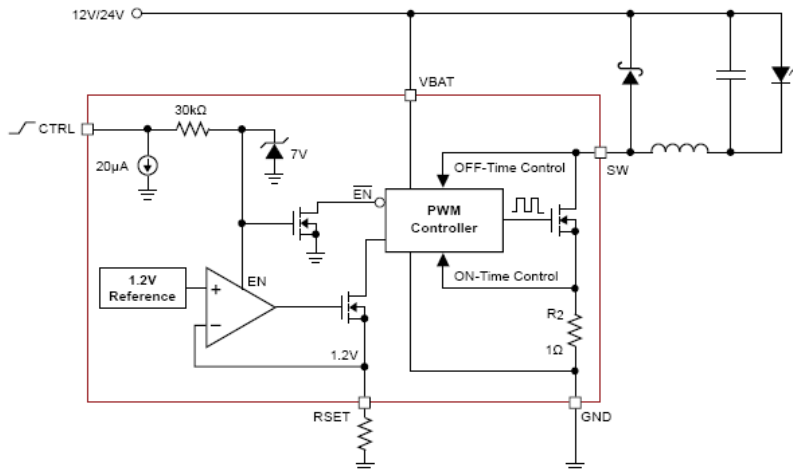 12V/24V
VBAT
30kΩ
CTRL
7V
20µA
OFF-Time Control
SW
EN
PWM
Controller
EN
ON-Time Control
1.2V
Reference
+
−
R2
1Ω
1.2V
RSET
GND